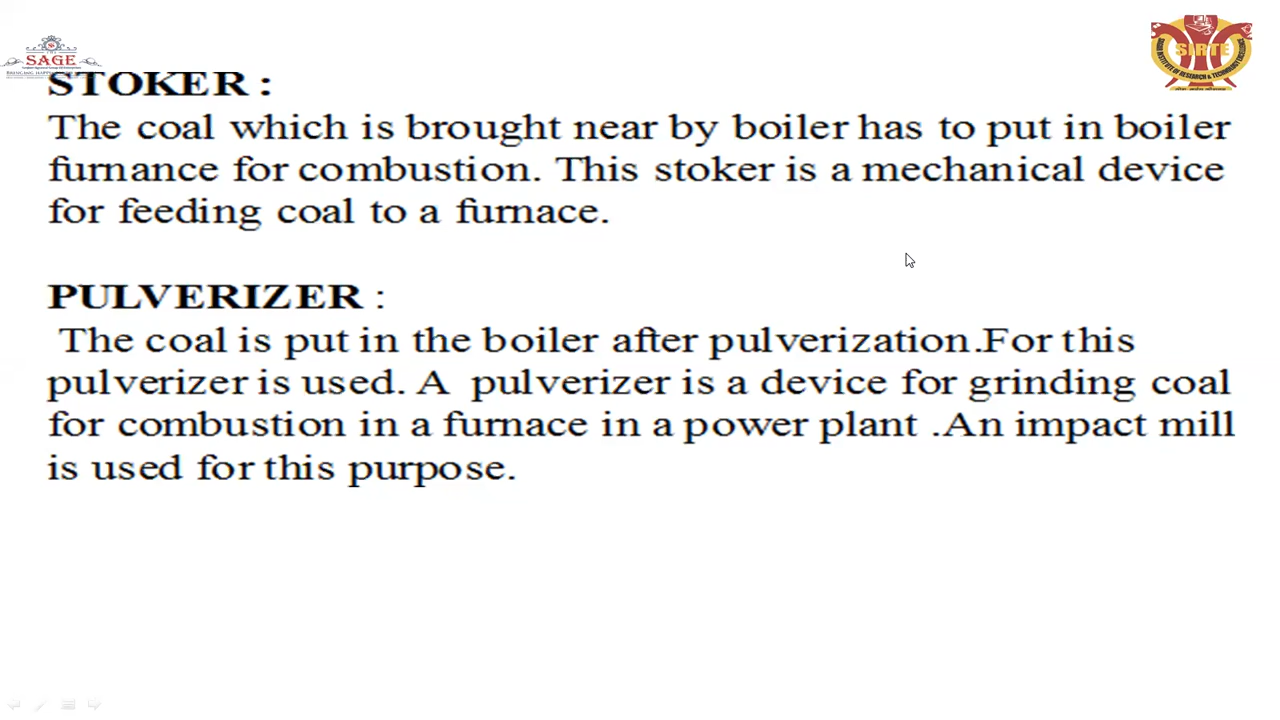 THE
SAGE
SIRTE
STOKER :
The coal which is brought near by boiler has to put in boiler
furnance for combustion. This stoker is a mechanical device
for feeding coal to a furnace.
PULVERIZER :
The coal is put in the boiler after pulverization.For this
pulverizer is used. A pulverizer is a device for grinding coal
for combustion in a furnace in a power plant .An impact mill
is used for this purpose.